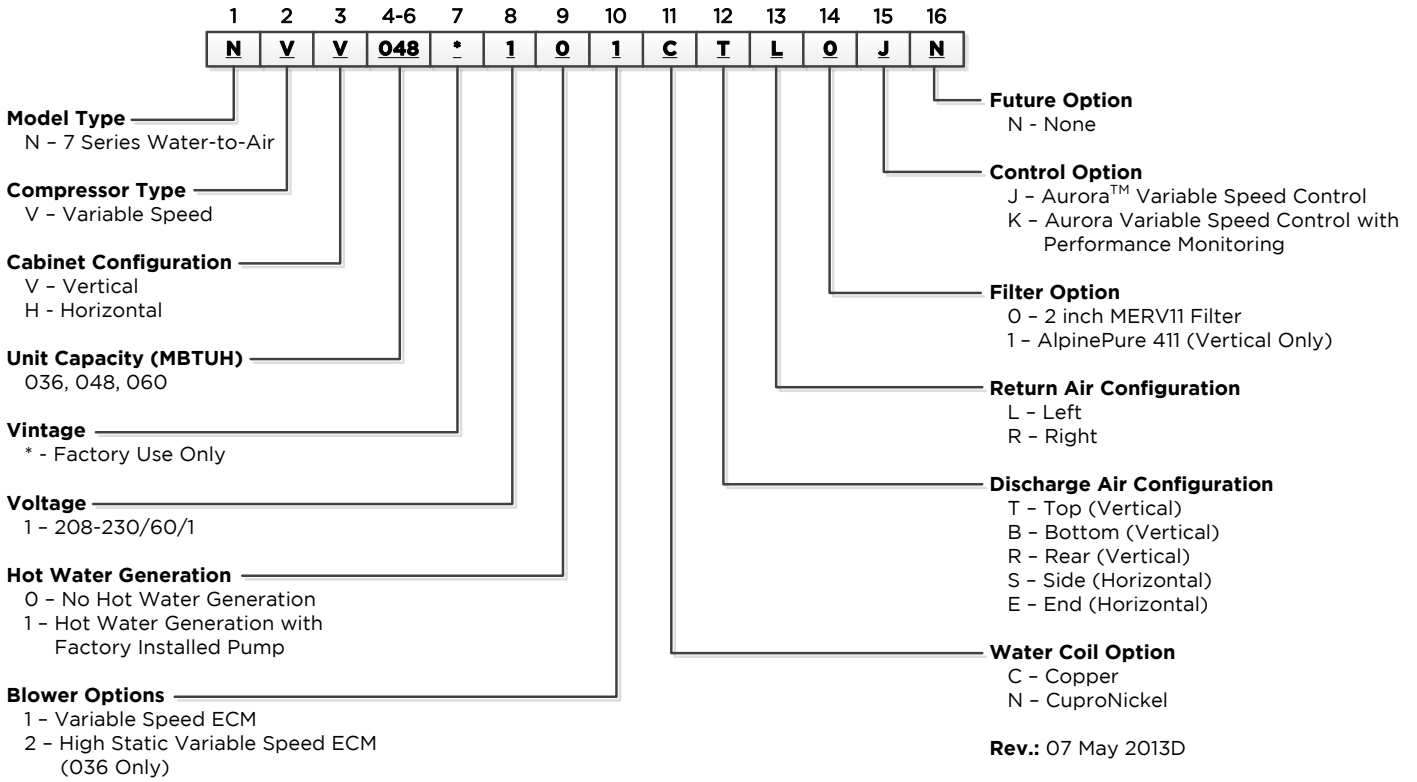 1 2 3 4-6 7 8 9 10 11 12 13 14 15 16
N V V 048 * 1 0 1 C T L 0 J N
Model Type
N – 7 Series Water-to-Air
Compressor Type
V – Variable Speed
Cabinet Configuration
V – Vertical
H - Horizontal
Unit Capacity (MBTUH)
036, 048, 060
Vintage
* - Factory Use Only
Voltage
1 – 208-230/60/1
Hot Water Generation
0 – No Hot Water Generation
1 – Hot Water Generation with
Factory Installed Pump
Blower Options
1 – Variable Speed ECM
2 – High Static Variable Speed ECM
(036 Only)
Future Option
N - None
Control Option
J – Aurora™ Variable Speed Control
K – Aurora Variable Speed Control with
Performance Monitoring
Filter Option
0 – 2 inch MERV11 Filter
1 – AlpinePure 411 (Vertical Only)
Return Air Configuration
L – Left
R – Right
Discharge Air Configuration
T – Top (Vertical)
B – Bottom (Vertical)
R – Rear (Vertical)
S – Side (Horizontal)
E – End (Horizontal)
Water Coil Option
C – Copper
N – CuproNickel
Rev.: 07 May 2013D